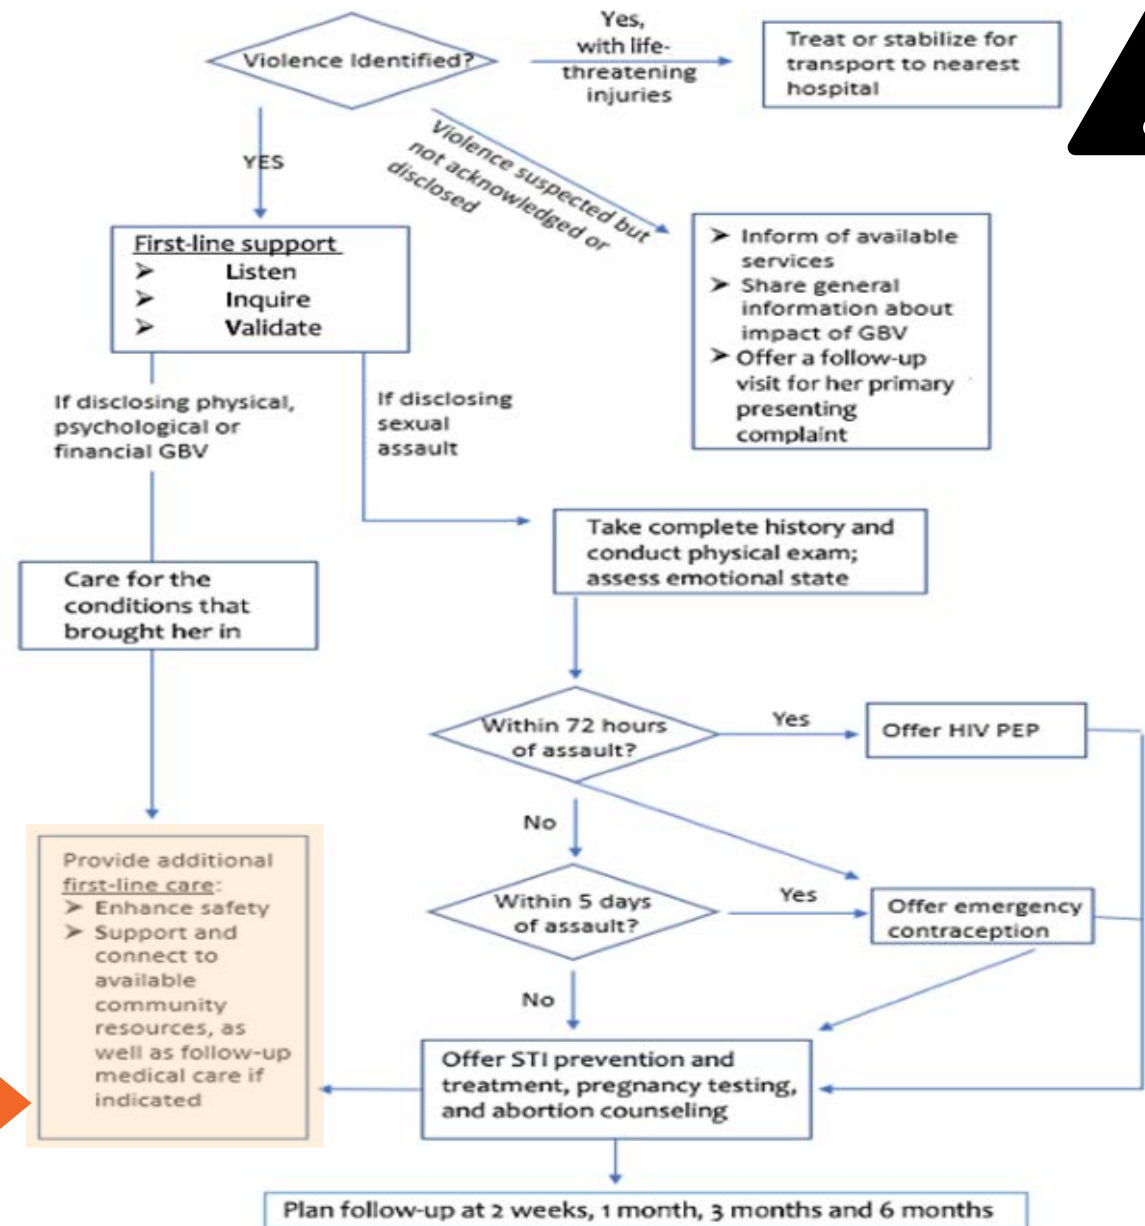 Violence Identified?
Yes,
with life-
threatening
injuries
Treat or stabilize for
transport to nearest
hospital
YES
Violence suspected but
not acknowledged or
disclosed
First-line support
➤ Listen
➤ Inquire
➤ Validate
➤ Inform of available
services
➤ Share general
information about
impact of GBV
➤ Offer a follow-up
visit for her primary
presenting
complaint
If disclosing physical,
psychological or
financial GBV
If disclosing
sexual
assault
Take complete history and
conduct physical exam;
assess emotional state
Care for the
conditions that
brought her in
Within 72 hours
of assault?
Yes
Offer HIV PEP
No
Within 5 days
of assault?
Yes
Offer emergency
contraception
No
Provide additional
first-line care:
➤ Enhance safety
➤ Support and
connect to
available
community
resources, as
well as follow-up
medical care if
indicated
Offer STI prevention and
treatment, pregnancy testing,
and abortion counseling
Plan follow-up at 2 weeks, 1 month, 3 months and 6 months